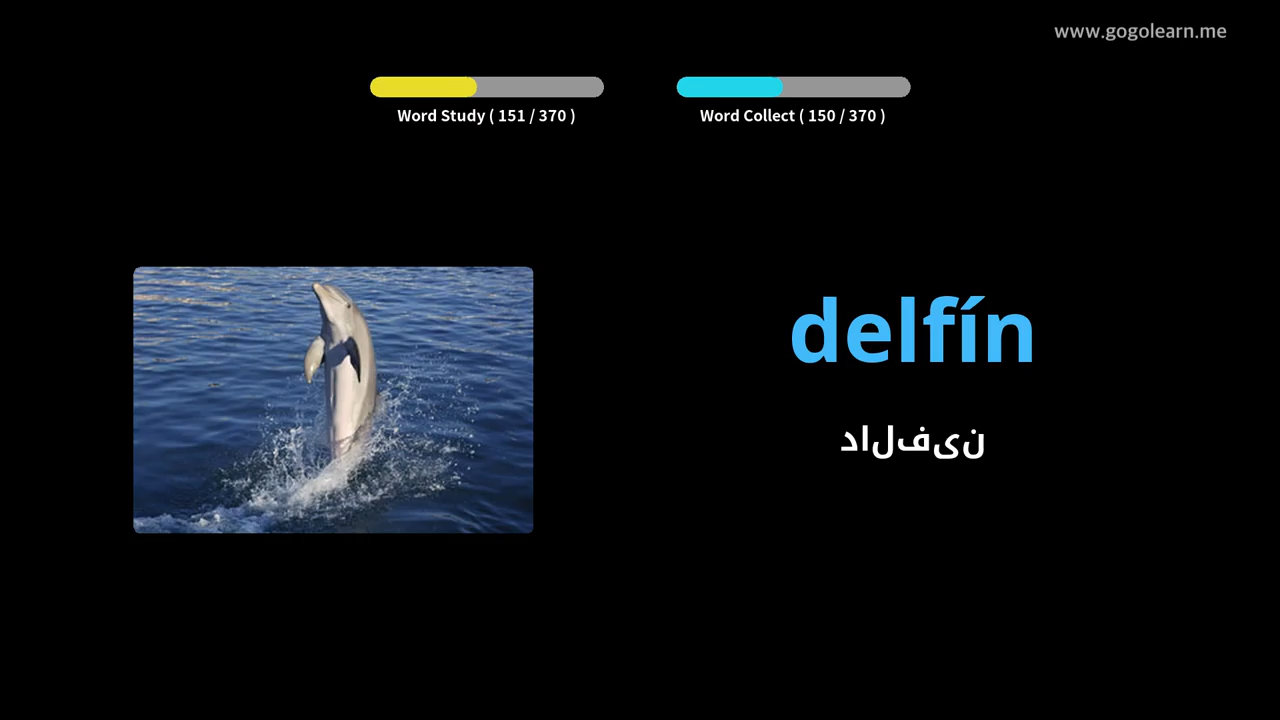 www.gogolearn.me
Word Study ( 151 / 370 )
Word Collect ( 150 / 370 )
delfín
دالفین